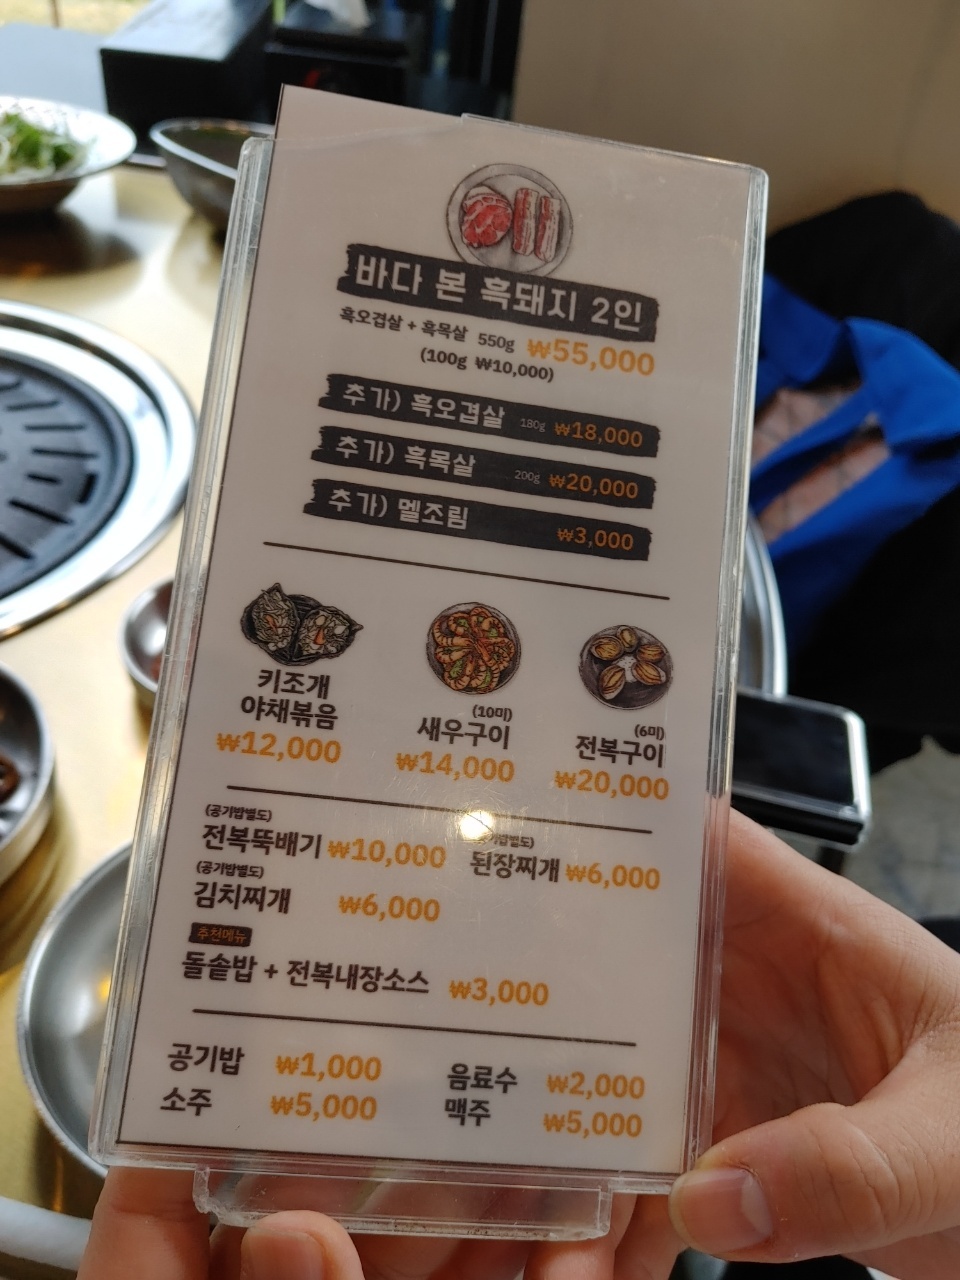 바다 본 흑돼지 2인
흑오겹살 + 흑목살 550g ₩55,000
(100g ₩10,000)
추가) 흑오겹살 180g ₩18,000
추가) 흑목살 200g ₩20,000
추가) 멜조림 ₩3,000
키조개
야채볶음
₩12,000
(10미)
새우구이
₩14,000
(6미)
전복구이
₩20,000
(공기밥별도)
전복뚝배기 ₩10,000
된장찌개 ₩6,000
(공기밥별도)
김치찌개 ₩6,000
추천메뉴
돌솥밥 + 전복내장소스 ₩3,000
공기밥 ₩1,000
음료수 ₩2,000
소주 ₩5,000
맥주 ₩5,000